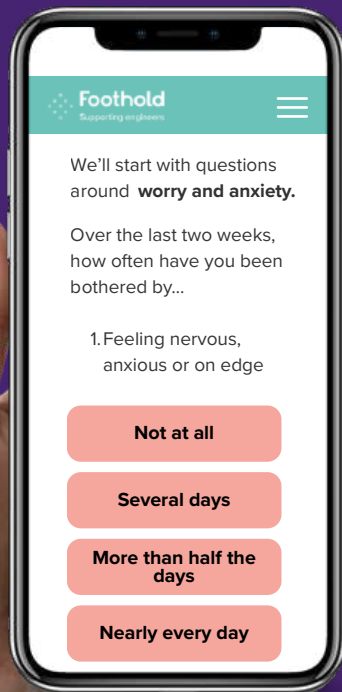 Foothold
Supporting engineers
We’ll start with questions
around worry and anxiety.
Over the last two weeks,
how often have you been
bothered by...
1. Feeling nervous,
anxious or on edge
Not at all
Several days
More than half the
days
Nearly every day